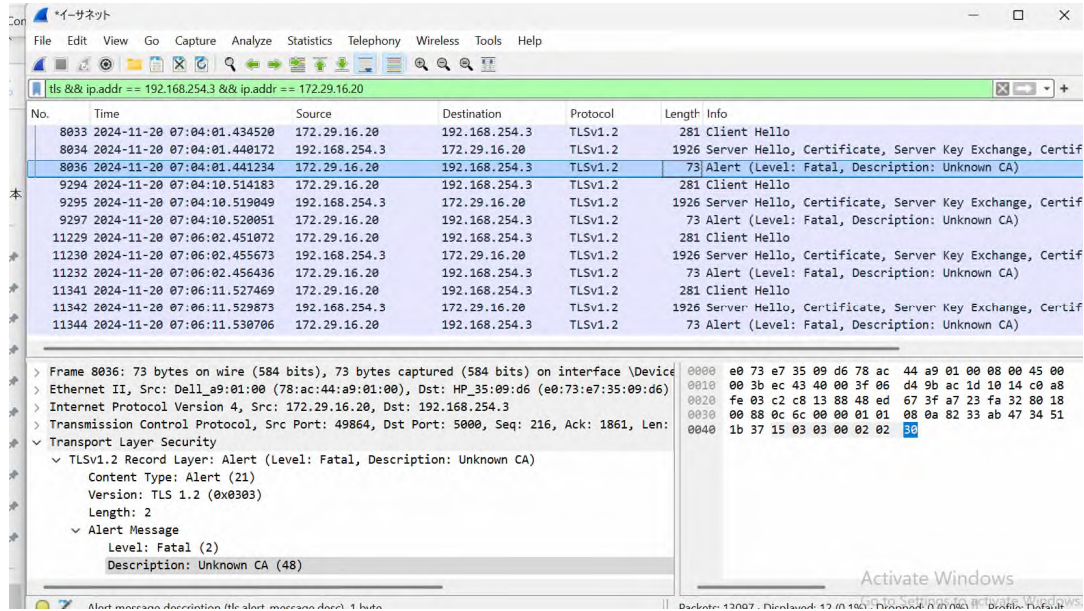 Con
*イーサネット
File Edit View Go Capture Analyze Statistics Telephony Wireless Tools Help
tls && ip.addr == 192.168.254.3 && ip.addr == 172.29.16.20
No. Time Source Destination Protocol Length Info
8033 2024-11-20 07:04:01.434520 172.29.16.20 192.168.254.3 TLSv1.2 281 Client Hello
8034 2024-11-20 07:04:01.440172 192.168.254.3 172.29.16.20 TLSv1.2 1926 Server Hello, Certificate, Server Key Exchange, Certif
8036 2024-11-20 07:04:01.441234 172.29.16.20 192.168.254.3 TLSv1.2 73 Alert (Level: Fatal, Description: Unknown CA)
9294 2024-11-20 07:04:10.514183 172.29.16.20 192.168.254.3 TLSv1.2 281 Client Hello
9295 2024-11-20 07:04:10.519049 192.168.254.3 172.29.16.20 TLSv1.2 1926 Server Hello, Certificate, Server Key Exchange, Certif
9297 2024-11-20 07:04:10.520051 172.29.16.20 192.168.254.3 TLSv1.2 73 Alert (Level: Fatal, Description: Unknown CA)
11229 2024-11-20 07:06:02.451072 172.29.16.20 192.168.254.3 TLSv1.2 281 Client Hello
11230 2024-11-20 07:06:02.455673 192.168.254.3 172.29.16.20 TLSv1.2 1926 Server Hello, Certificate, Server Key Exchange, Certif
11232 2024-11-20 07:06:02.456436 172.29.16.20 192.168.254.3 TLSv1.2 73 Alert (Level: Fatal, Description: Unknown CA)
11341 2024-11-20 07:06:11.527469 172.29.16.20 192.168.254.3 TLSv1.2 281 Client Hello
11342 2024-11-20 07:06:11.529873 192.168.254.3 172.29.16.20 TLSv1.2 1926 Server Hello, Certificate, Server Key Exchange, Certif
11344 2024-11-20 07:06:11.530706 172.29.16.20 192.168.254.3 TLSv1.2 73 Alert (Level: Fatal, Description: Unknown CA)
本
Frame 8036: 73 bytes on wire (584 bits), 73 bytes captured (584 bits) on interface \Device
Ethernet II, Src: Dell_a9:01:00 (78:ac:44:a9:01:00), Dst: HP_35:09:d6 (e0:73:e7:35:09:d6)
Internet Protocol Version 4, Src: 172.29.16.20, Dst: 192.168.254.3
Transmission Control Protocol, Src Port: 49864, Dst Port: 5000, Seq: 216, Ack: 1861, Len:
Transport Layer Security
TLSv1.2 Record Layer: Alert (Level: Fatal, Description: Unknown CA)
Content Type: Alert (21)
Version: TLS 1.2 (0x0303)
Length: 2
Alert Message
Level: Fatal (2)
Description: Unknown CA (48)
0000 e0 73 e7 35 09 d6 78 ac 44 a9 01 00 08 00 45 00
0010 00 3b ec 43 40 00 3f 06 d4 9b ac 1d 10 14 c0 a8
0020 fe 03 c2 c8 13 88 48 ed 67 3f a7 23 fa 32 80 18
0030 00 88 0c 6c 00 00 01 01 08 0a 82 33 ab 47 34 51
0040 1b 37 15 03 03 00 02 02 30
Activate Windows
Go to Settings to activate Windows.
Alert message description (tls.alert_message.desc), 1 byte
Packets: 13097 · Displayed: 12 (0.1%) · Dropped: 0 (0.0%)
Profile: Default